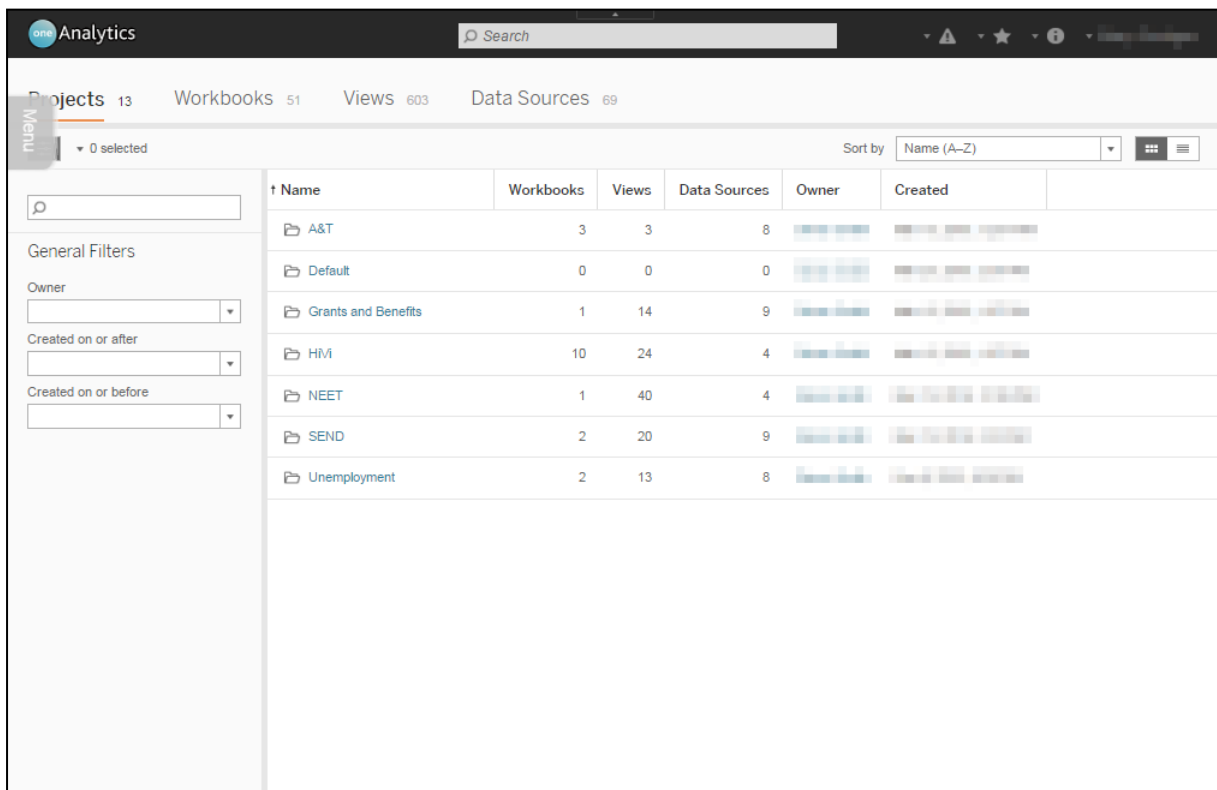 one Analytics Search
Projects 13 Workbooks 51 Views 603 Data Sources 69
Menu
0 selected Sort by Name (A–Z)
↑ Name Workbooks Views Data Sources Owner Created
General Filters
Owner
Created on or after
Created on or before
A&T 3 3 8
Default 0 0 0
Grants and Benefits 1 14 9
HiVi 10 24 4
NEET 1 40 4
SEND 2 20 9
Unemployment 2 13 8